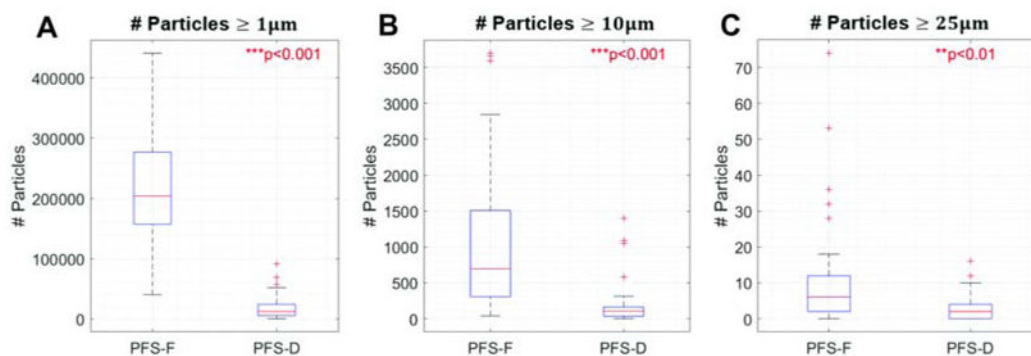 A
# Particles ≥ 1μm
***p<0.001
400000
300000
200000
100000
0
# Particles
PFS-F
PFS-D
B
# Particles ≥ 10μm
***p<0.001
3500
3000
2500
2000
1500
1000
500
0
# Particles
PFS-F
PFS-D
C
# Particles ≥ 25μm
**p<0.01
70
60
50
40
30
20
10
0
# Particles
PFS-F
PFS-D